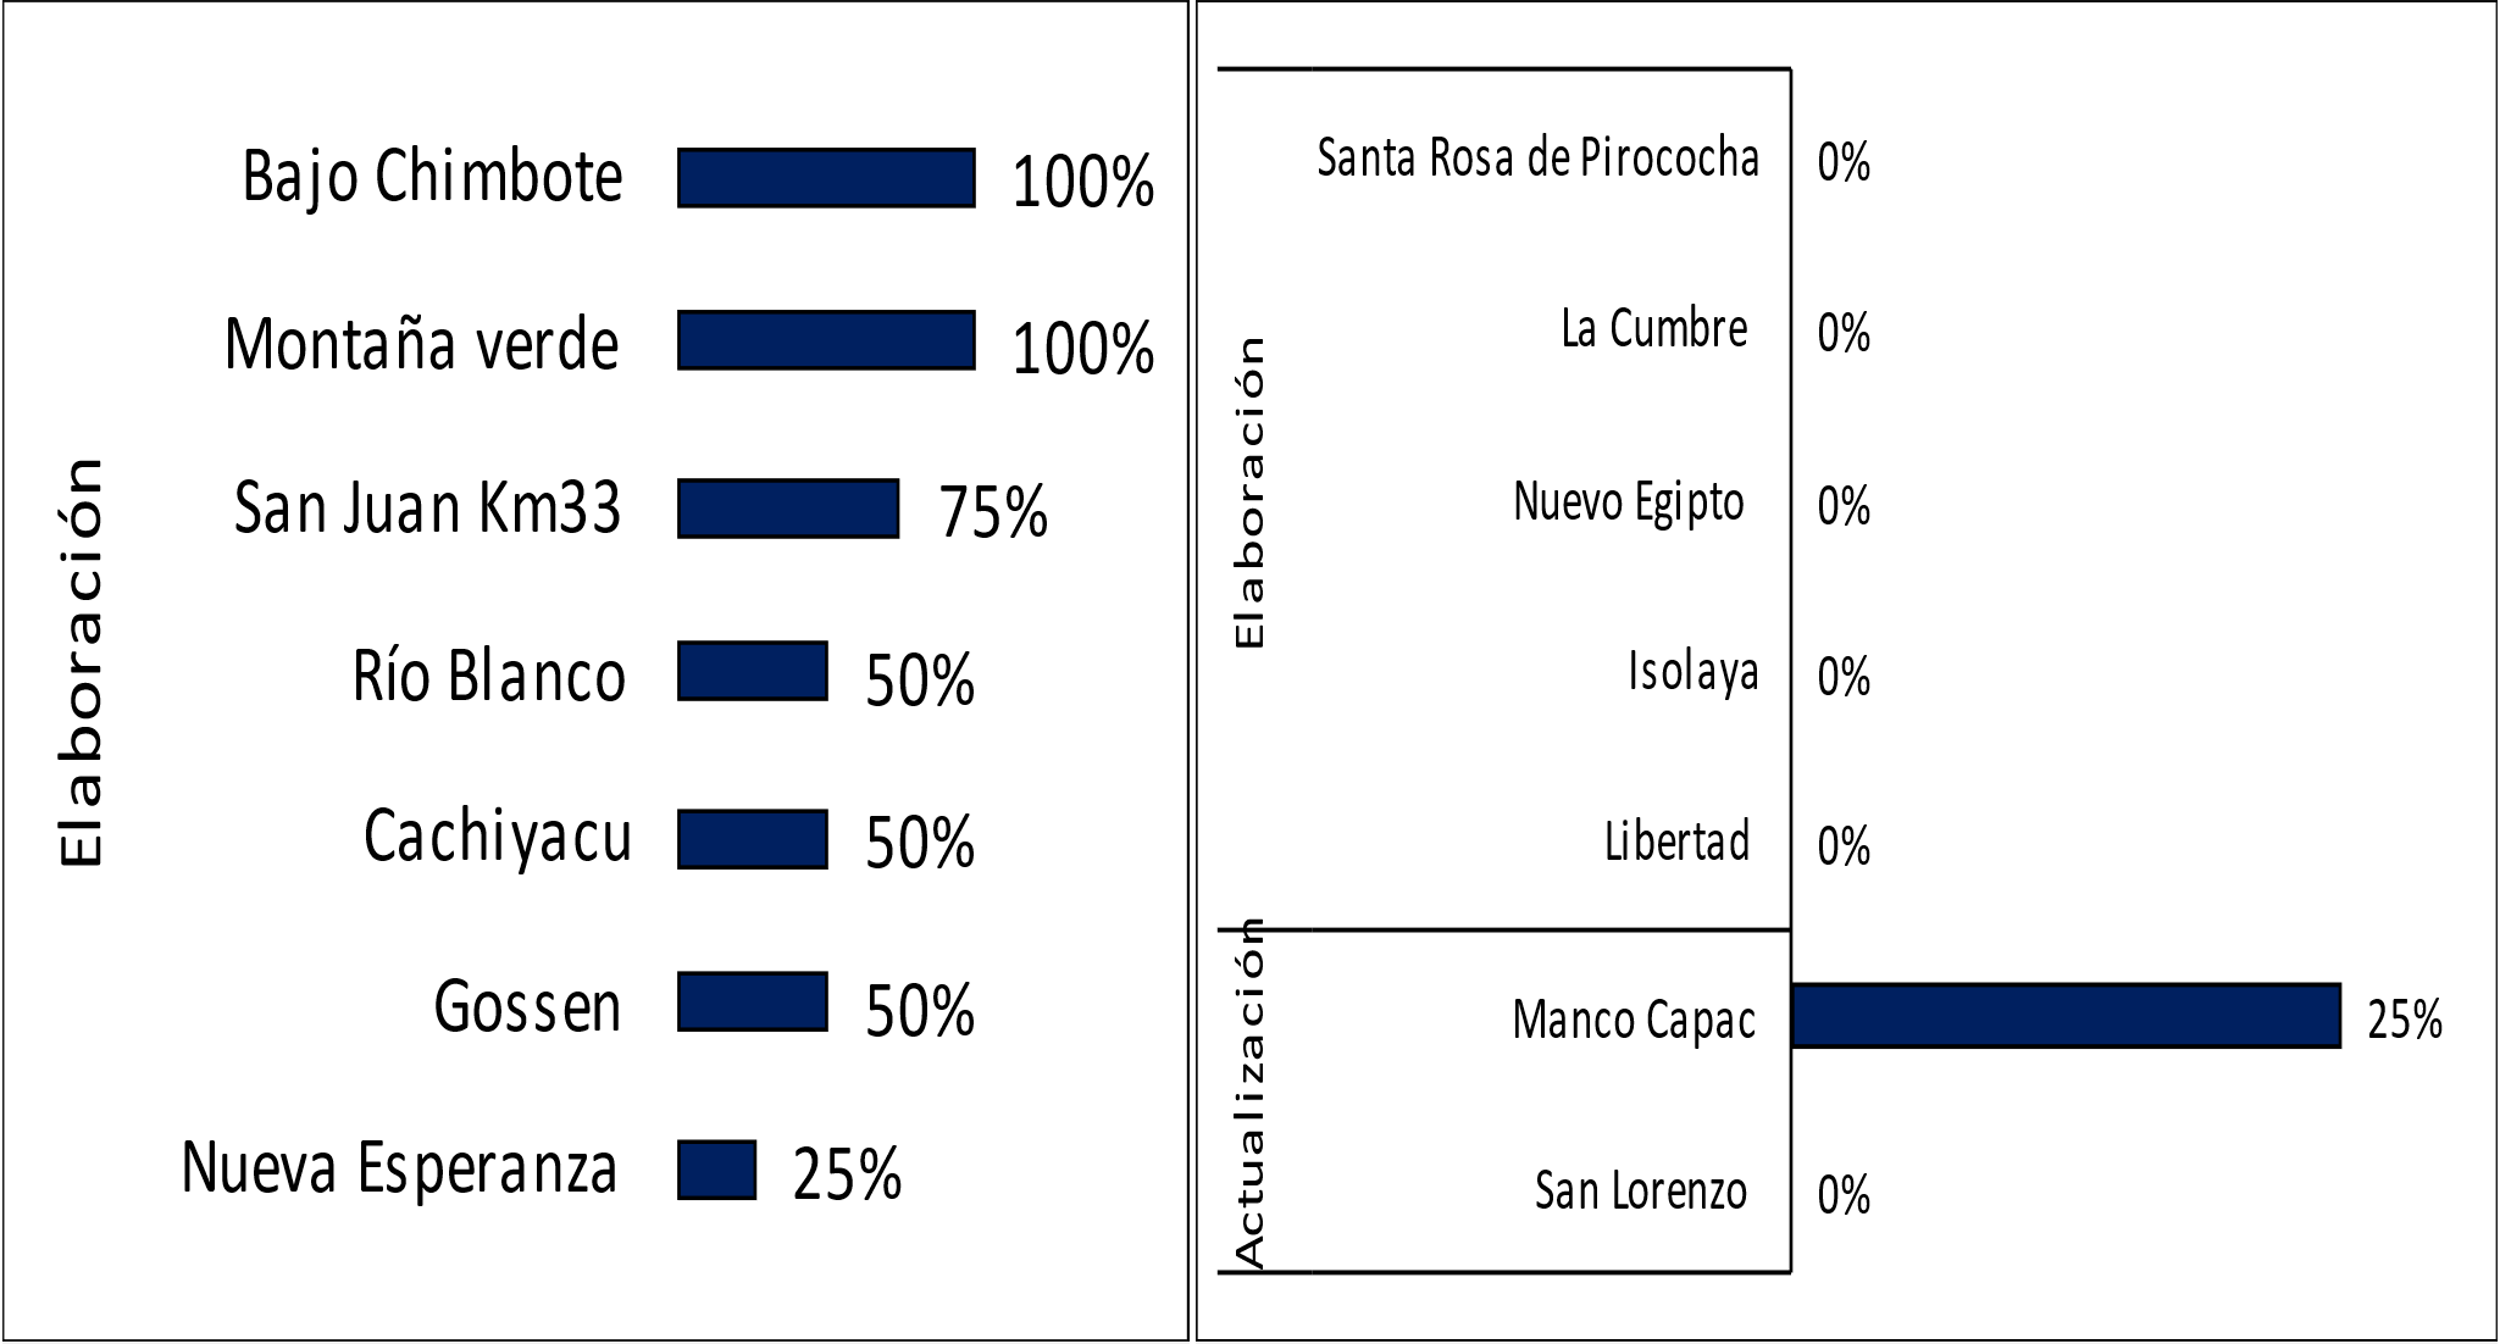 Elaboración
Bajo Chimbote 100%
Montaña verde 100%
San Juan Km33 75%
Río Blanco 50%
Cachiyacu 50%
Gossen 50%
Nueva Esperanza 25%
Elaboración
Santa Rosa de Pirococha 0%
La Cumbre 0%
Nuevo Egipto 0%
Isolaya 0%
Libertad 0%
Actualización
Manco Capac 25%
San Lorenzo 0%